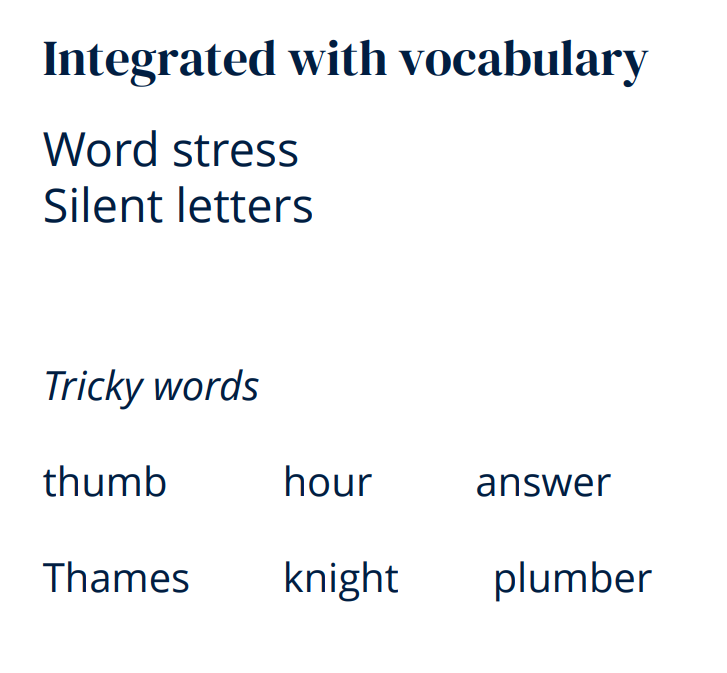 Integrated with vocabulary
Word stress
Silent letters
Tricky words
thumb hour answer
Thames knight plumber